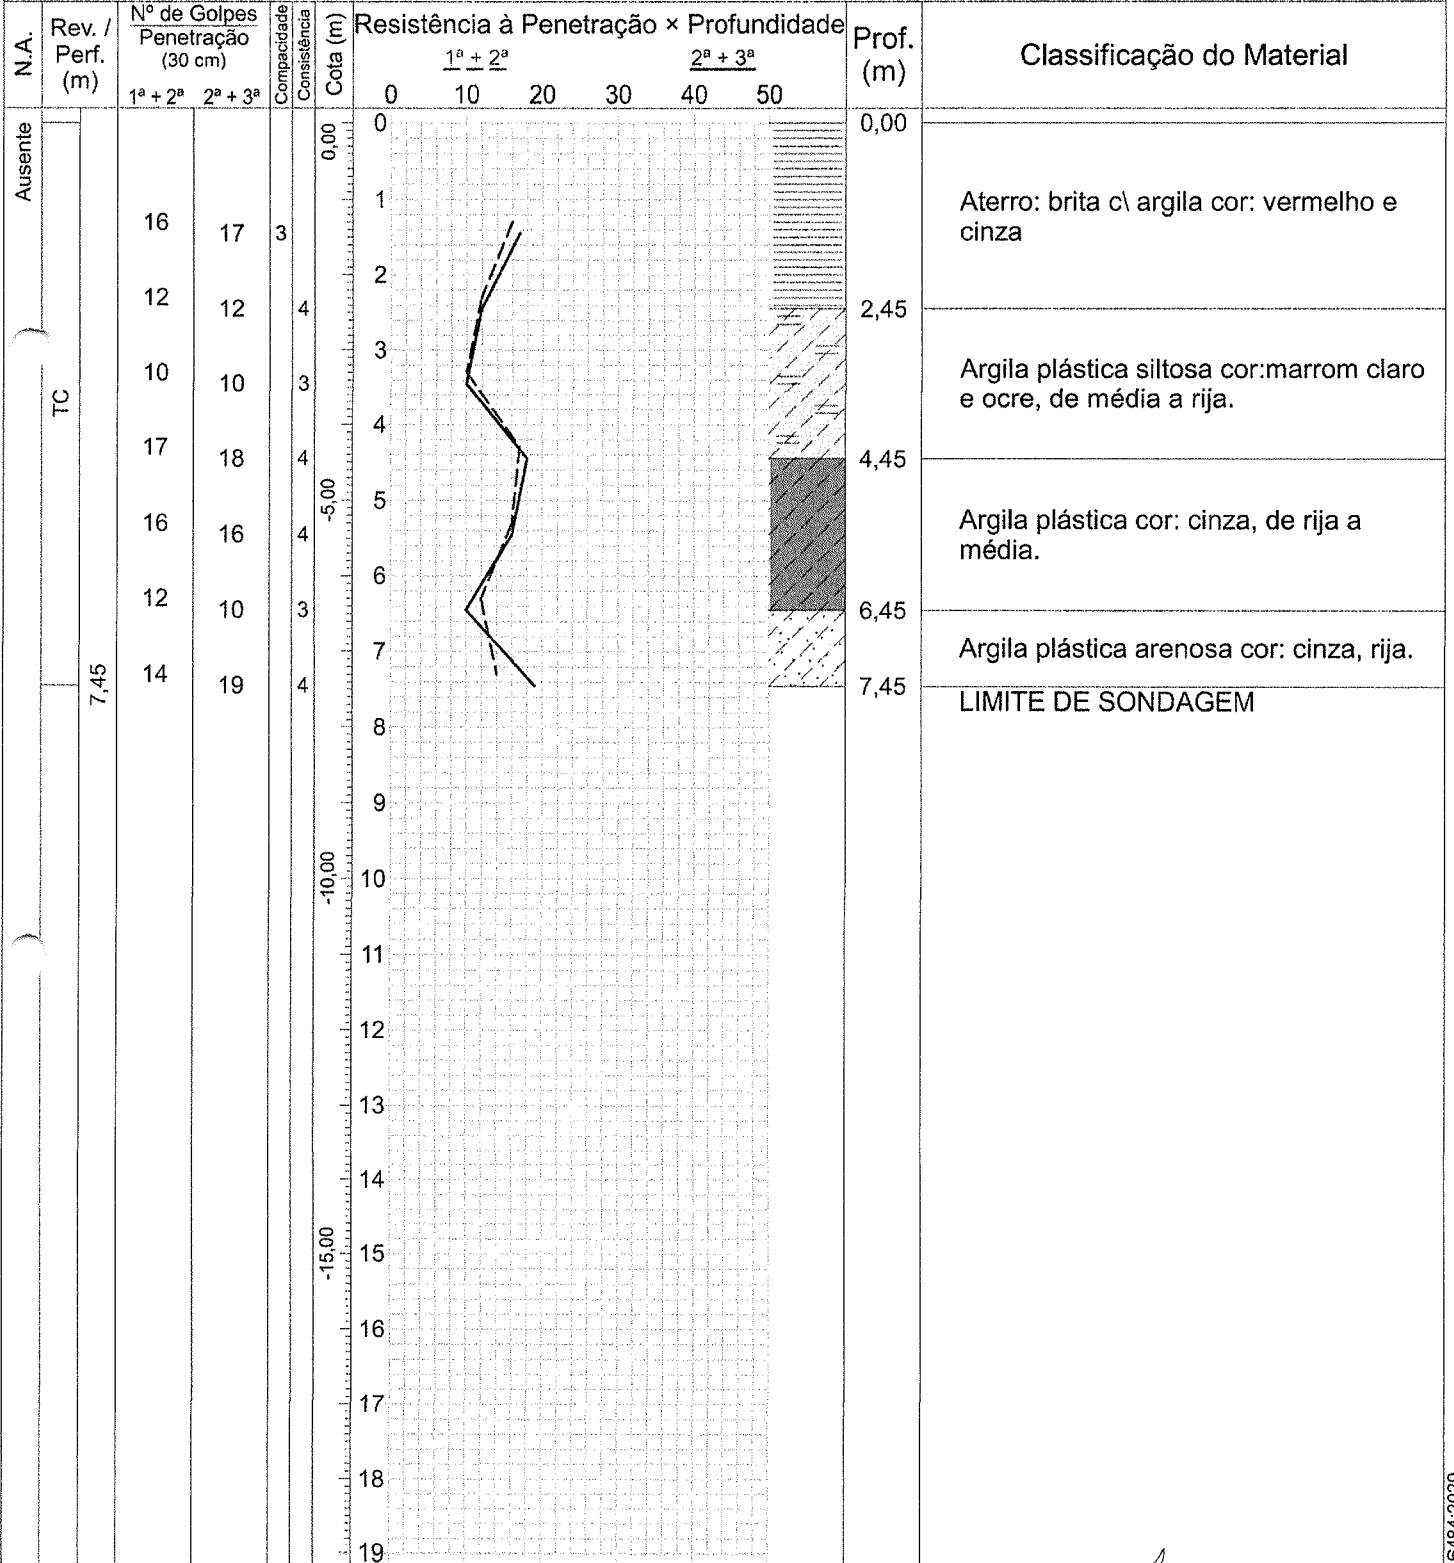 N.A.
Rev. /
Perf.
(m)
Nº de Golpes
Penetração
(30 cm)
1ª + 2ª 2ª + 3ª
Compacidade
Consistência
Cota (m)
Resistência à Penetração × Profundidade
1ª + 2ª 2ª + 3ª
0 10 20 30 40 50
Prof.
(m)
Classificação do Material
Ausente
0,00
0
0,00
1
Aterro: brita c\ argila cor: vermelho e
cinza
16 17 3
2
12 12 4
2,45
3
10 10 3
Argila plástica siltosa cor:marrom claro
e ocre, de média a rija.
TC
4
17 18 4
4,45
-5,00
5
16 16 4
Argila plástica cor: cinza, de rija a
média.
6
12 10 3
6,45
7
Argila plástica arenosa cor: cinza, rija.
14 19 4
7,45
7,45
LIMITE DE SONDAGEM
8
9
-10,00
10
11
12
13
14
-15,00
15
16
17
18
19